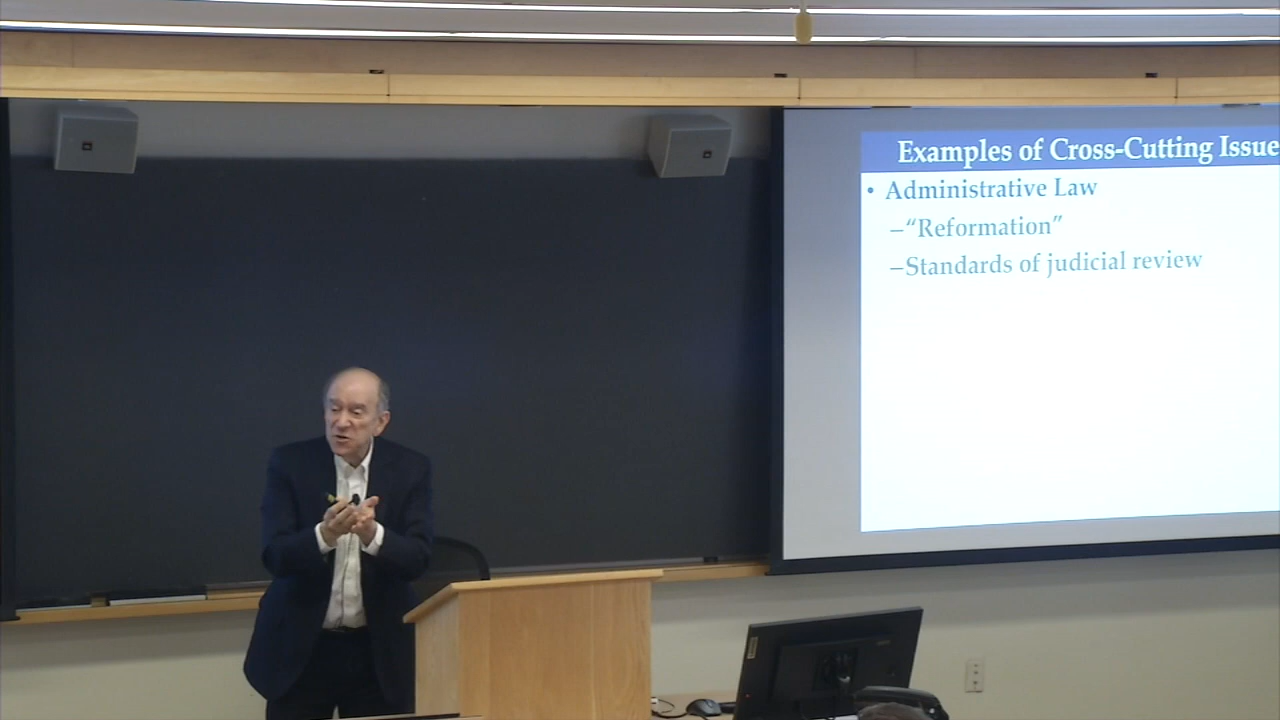 Examples of Cross-Cutting Issue
• Administrative Law
–“Reformation”
–Standards of judicial review